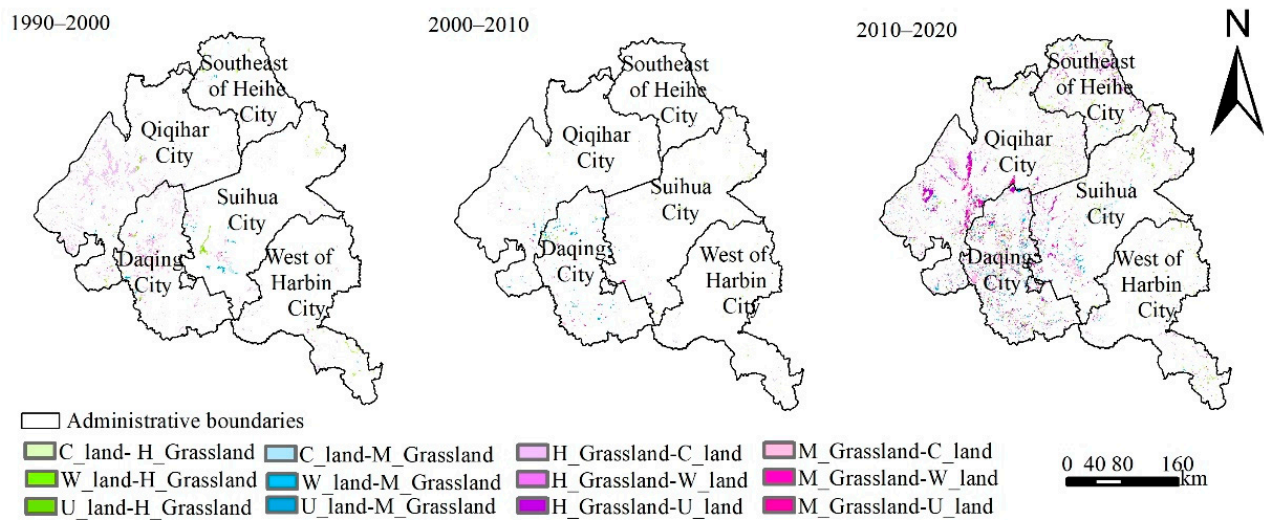 1990–2000
2000–2010
2010–2020
N
Southeast
of Heihe
City
Qiqihar
City
Suihua
City
Daqing
City
West of
Harbin
City
Southeast
of Heihe
City
Qiqihar
City
Suihua
City
Daqing
City
West of
Harbin
City
Southeast
of Heihe
City
Qiqihar
City
Suihua
City
Daqing
City
West of
Harbin
City
Administrative boundaries
C_land- H_Grassland
W_land-H_Grassland
U_land-H_Grassland
C_land-M_Grassland
W_land-M_Grassland
U_land-M_Grassland
H_Grassland-C_land
H_Grassland-W_land
H_Grassland-U_land
M_Grassland-C_land
M_Grassland-W_land
M_Grassland-U_land
0 40 80 160
km